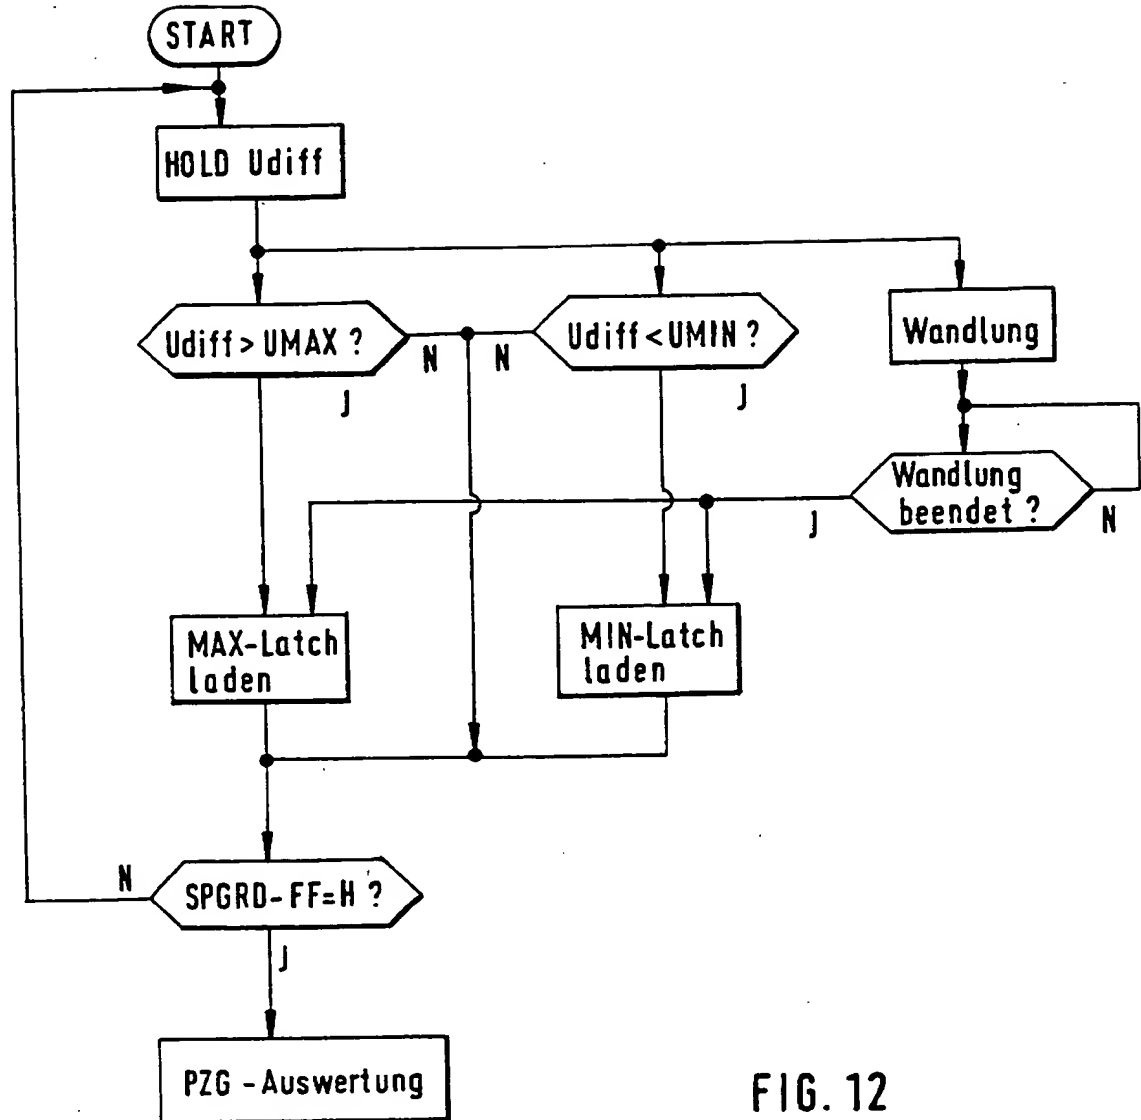 START
HOLD Udiff
Udiff > UMAX ?
N
N
Udiff < UMIN ?
Wandlung
J
J
Wandlung
beendet ?
J
N
MAX-Latch
laden
MIN-Latch
laden
N
SPGRD-FF=H ?
J
PZG - Auswertung
FIG. 12